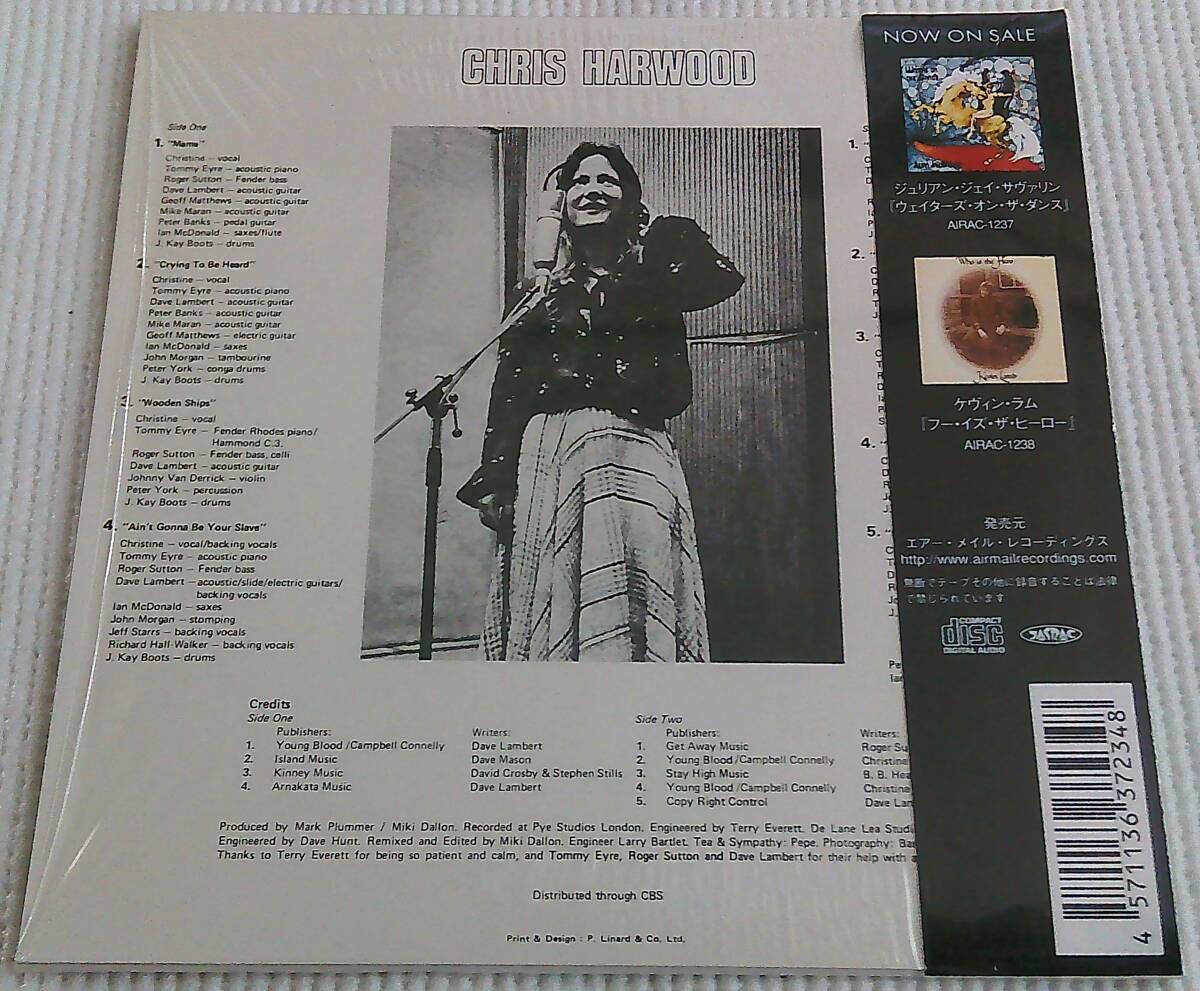 CHRIS HARWOOD
Side One
1. "Mama"
Christine — vocal
Tommy Eyre — acoustic piano
Roger Sutton — Fender bass
Dave Lambert — acoustic guitar
Geoff Matthews — acoustic guitar
Mike Maran — acoustic guitar
Peter Banks — pedal guitar
Ian McDonald — saxes/flute
J. Kay Boots — drums
2. "Crying To Be Heard"
Christine — vocal
Tommy Eyre — acoustic piano
Dave Lambert — acoustic guitar
Peter Banks — acoustic guitar
Mike Maran — acoustic guitar
Geoff Matthews — electric guitar
Ian McDonald — saxes
John Morgan — tambourine
Peter York — conga drums
J. Kay Boots — drums
3. "Wooden Ships"
Christine — vocal
Tommy Eyre — Fender Rhodes piano/
Hammond C.3.
Roger Sutton — Fender bass, celli
Dave Lambert — acoustic guitar
Johnny Van Derrick — violin
Peter York — percussion
J. Kay Boots — drums
4. "Ain't Gonna Be Your Slave"
Christine — vocal/backing vocals
Tommy Eyre — acoustic piano
Roger Sutton — Fender bass
Dave Lambert — acoustic/slide/electric guitars/
backing vocals
Ian McDonald — saxes
John Morgan — stomping
Jeff Starrs — backing vocals
Richard Hall-Walker — backing vocals
J. Kay Boots — drums
1.
2.
3.
4.
5.
Credits
Side One
Publishers: Writers:
1. Young Blood/Campbell Connelly Dave Lambert
2. Island Music Dave Mason
3. Kinney Music David Crosby & Stephen Stills
4. Arnakata Music Dave Lambert
Side Two
Publishers: Writers:
1. Get Away Music Roger Su
2. Young Blood/Campbell Connelly Christine
3. Stay High Music B. B. Hea
4. Young Blood/Campbell Connelly Christine
5. Copy Right Control Dave Lam
Produced by Mark Plummer / Miki Dallon. Recorded at Pye Studios London. Engineered by Terry Everett. De Lane Lea Studi
Engineered by Dave Hunt. Remixed and Edited by Miki Dallon. Engineer Larry Bartlet. Tea & Sympathy: Pepe. Photography: Ba
Thanks to Terry Everett for being so patient and calm, and Tommy Eyre, Roger Sutton and Dave Lambert for their help with a
Distributed through CBS
Print & Design : P. Linard & Co, Ltd.
NOW ON SALE
ジュリアン・ジェイ・サヴァリン
『ウェイターズ・オン・ザ・ダンス』
AIRAC-1237
Who is the Hero
ケヴィン・ラム
『フー・イズ・ザ・ヒーロー』
AIRAC-1238
発売元
エアー・メイル・レコーディングス
http://www.airmailrecordings.com
無断でテープその他に録音することは法律
で禁じられています
COMPACT
disc
DIGITAL AUDIO
JASRAC
4 571136 372348